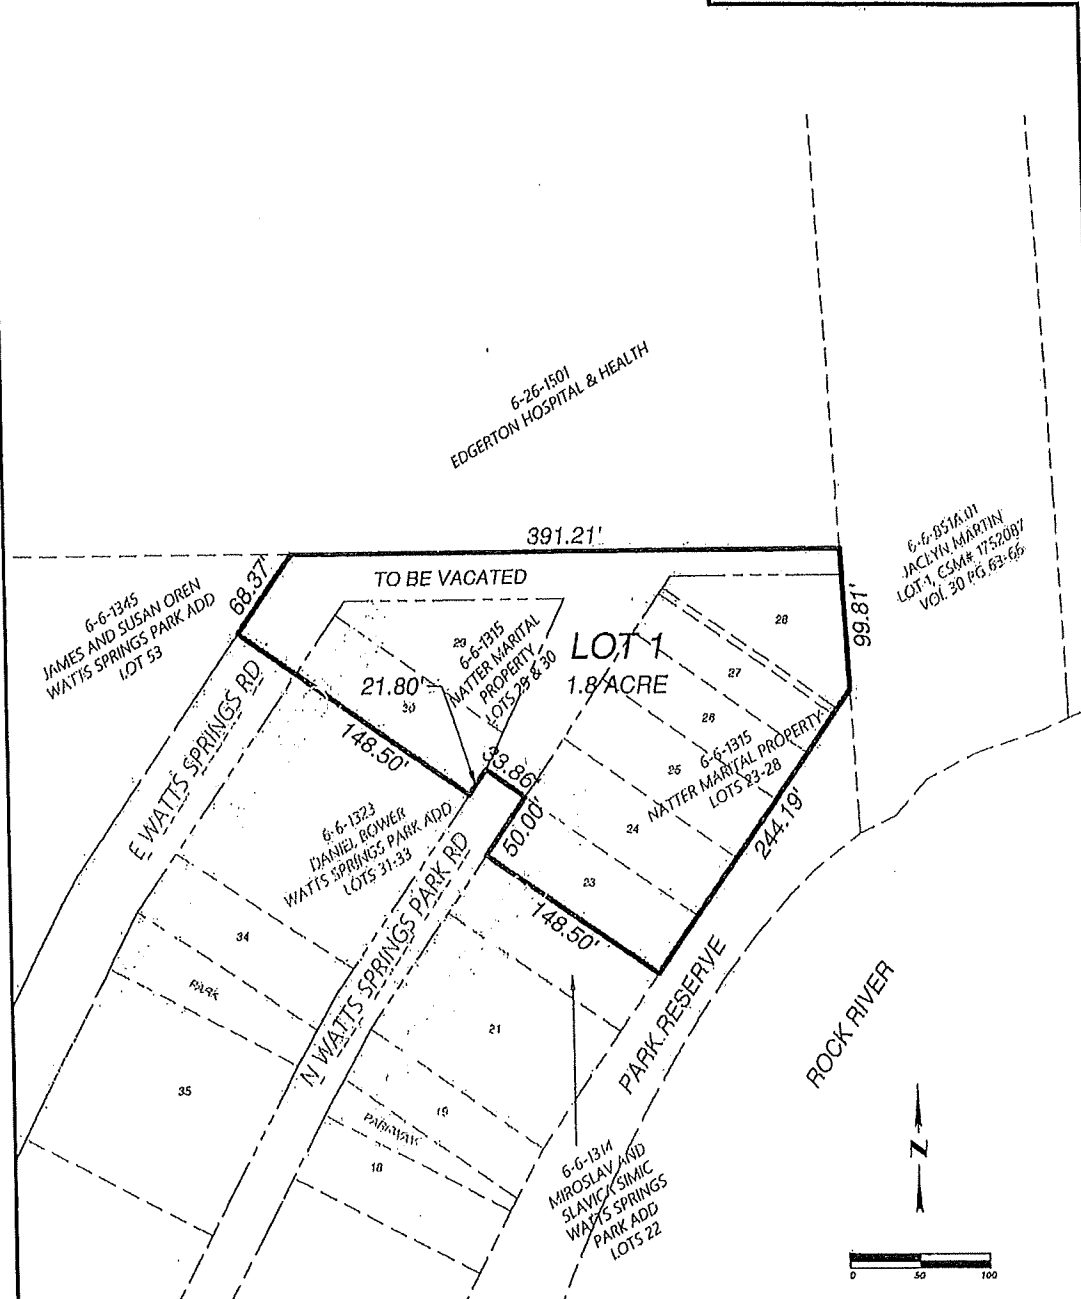 6-26-1501
EDGERTON HOSPITAL & HEALTH
391.21'
TO BE VACATED
68.37'
6-6-1345
JAMES AND SUSAN OREN
WATTS SPRINGS PARK ADD
LOT 53
29
6-6-1315
NATTER MARITAL
PROPERTY
LOTS 29 & 30
LOT 1
1.8 ACRE
28
99.81'
JACLYN MARTIN
LOT 1, CSM# 1752087
VOL 30 PG 63-66
21.80'
30
27
26
25
24
23
6-6-1315
NATTER MARITAL PROPERTY
LOTS 23-28
E WATTS SPRINGS RD
148.50'
33.86'
50.00'
244.19'
6-6-1323
DANIEL BOWER
WATTS SPRINGS PARK ADD
LOTS 31-33
N WATTS SPRINGS PARK RD
148.50'
34
PARK
35
21
19
PARKWAY
18
PARK RESERVE
ROCK RIVER
6-6-1314
MIROSLAV AND
SLAVICA SIMIC
WATTS SPRINGS
PARK ADD
LOTS 22
N
0 50 100